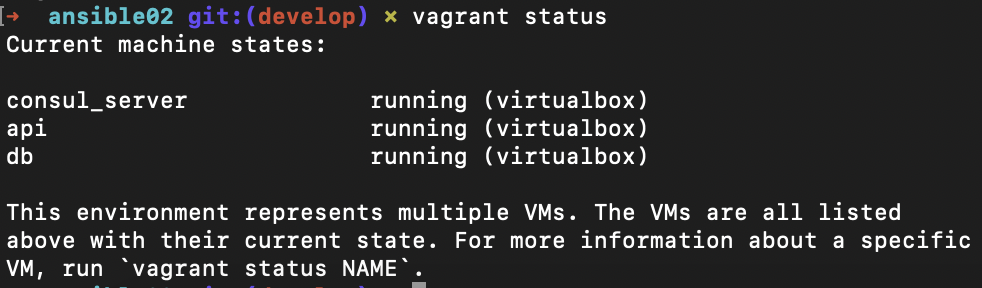 [→ ansible02 git:(develop) × vagrant status
Current machine states:
consul_server running (virtualbox)
api running (virtualbox)
db running (virtualbox)
This environment represents multiple VMs. The VMs are all listed
above with their current state. For more information about a specific
VM, run `vagrant status NAME`.